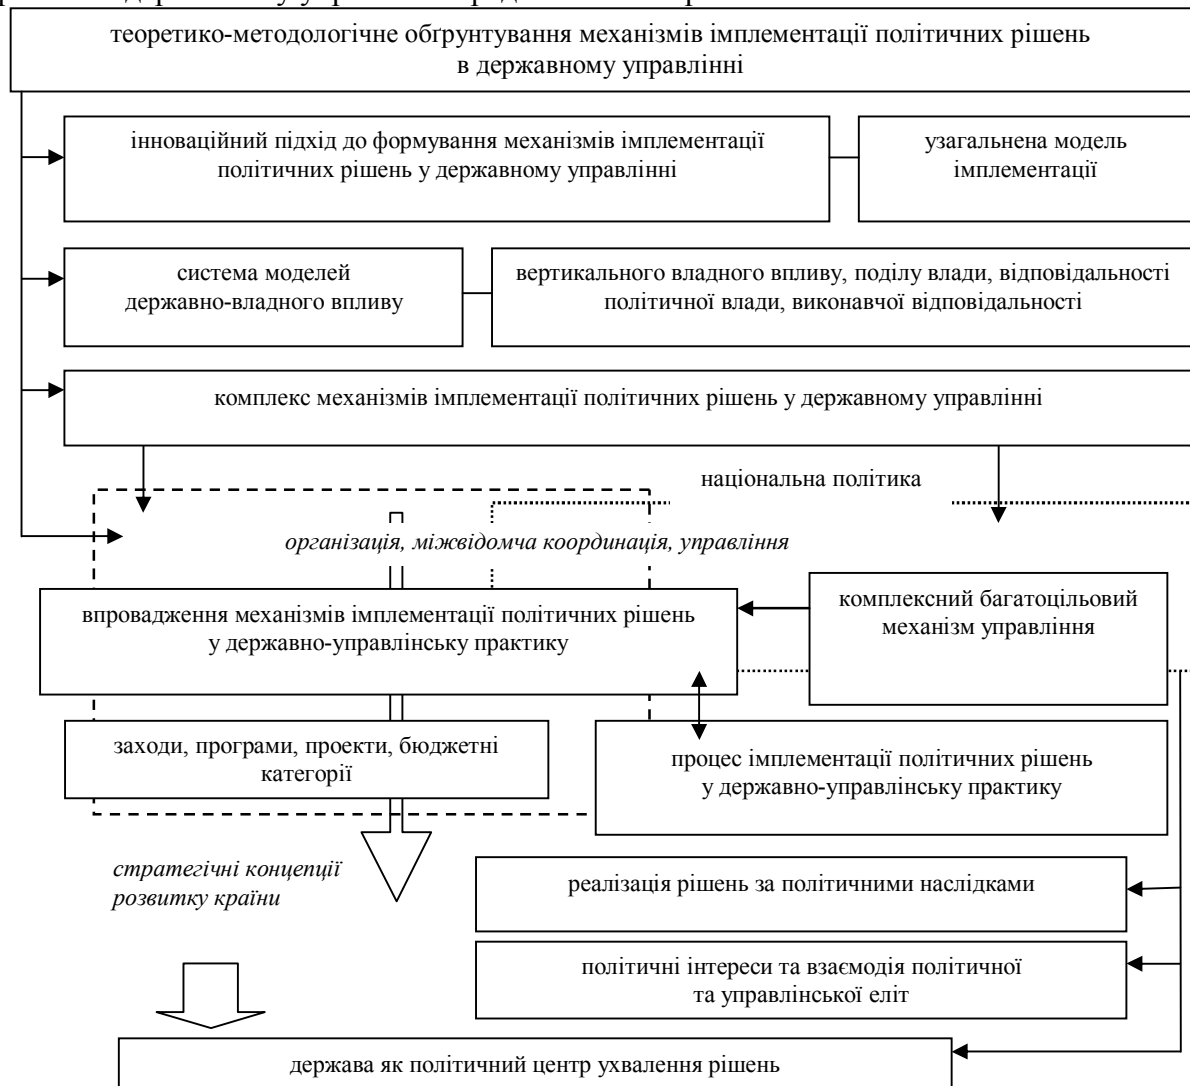 теоретико-методологічне обґрунтування механізмів імплементації політичних рішень
в державному управлінні
інноваційний підхід до формування механізмів імплементації
політичних рішень у державному управлінні
узагальнена модель
імплементації
система моделей
державно-владного впливу
вертикального владного впливу, поділу влади, відповідальності
політичної влади, виконавчої відповідальності
комплекс механізмів імплементації політичних рішень у державному управлінні
національна політика
організація, міжвідомча координація, управління
впровадження механізмів імплементації політичних рішень
у державно-управлінську практику
комплексний багатоцільовий
механізм управління
заходи, програми, проекти, бюджетні
категорії
процес імплементації політичних рішень
у державно-управлінську практику
стратегічні концепції
розвитку країни
реалізація рішень за політичними наслідками
політичні інтереси та взаємодія політичної
та управлінської еліт
держава як політичний центр ухвалення рішень